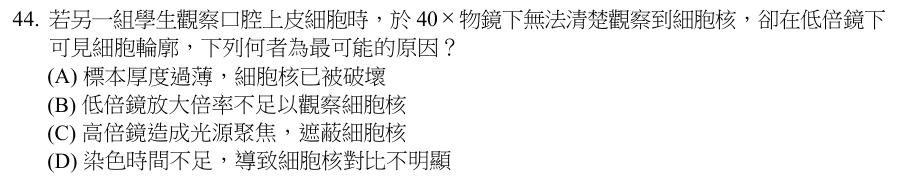 44. 若另一組學生觀察口腔上皮細胞時，於 40×物鏡下無法清楚觀察到細胞核，卻在低倍鏡下
可見細胞輪廓，下列何者為最可能的原因？
(A) 標本厚度過薄，細胞核已被破壞
(B) 低倍鏡放大倍率不足以觀察細胞核
(C) 高倍鏡造成光源聚焦，遮蔽細胞核
(D) 染色時間不足，導致細胞核對比不明顯